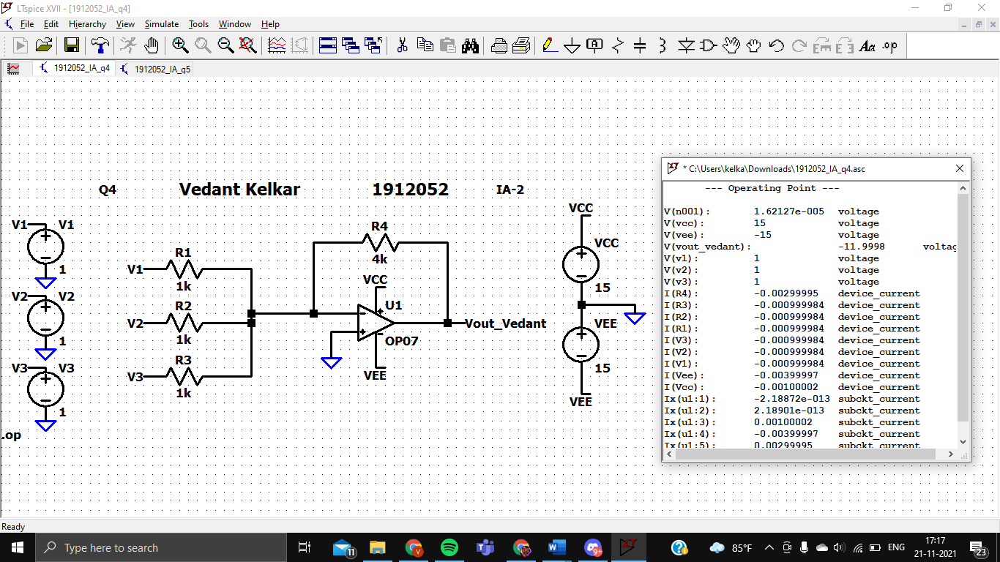 LTspice XVII - [1912052_IA_q4]
File Edit Hierarchy View Simulate Tools Window Help
.op
1912052_IA_q4 1912052_IA_q5
Q4 Vedant Kelkar 1912052 IA-2
V1 V1
1
V2 V2
1
V3 V3
1
.op
V1
R1
1k
V2
R2
1k
V3
R3
1k
R4
4k
VCC
U1
OP07
VEE
Vout_Vedant
VCC
VCC
15
VEE
15
VEE
* C:\Users\kelka\Downloads\1912052_IA_q4.asc
--- Operating Point ---
V(n001): 1.62127e-005 voltage
V(vcc): 15 voltage
V(vee): -15 voltage
V(vout_vedant): -11.9998 voltag
V(v1): 1 voltage
V(v2): 1 voltage
V(v3): 1 voltage
I(R4): -0.00299995 device_current
I(R3): -0.000999984 device_current
I(R2): -0.000999984 device_current
I(R1): -0.000999984 device_current
I(V3): -0.000999984 device_current
I(V2): -0.000999984 device_current
I(V1): -0.000999984 device_current
I(Vee): -0.00399997 device_current
I(Vcc): -0.00100002 device_current
Ix(u1:1): -2.18872e-013 subckt_current
Ix(u1:2): 2.18901e-013 subckt_current
Ix(u1:3): 0.00100002 subckt_current
Ix(u1:4): -0.00399997 subckt_current
Ix(u1:5): 0.00299995 subckt_current
Ready
Type here to search
11
9+
85°F
ENG
17:17
21-11-2021
23